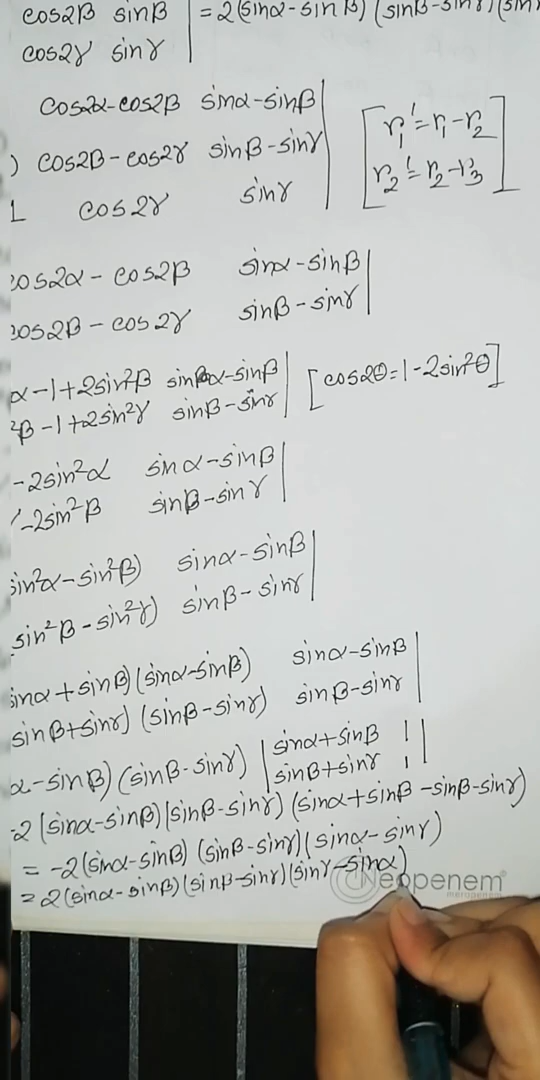 cos2β sinβ | = 2(sinα - sinβ) (sinβ - sinγ) (sin
cos2γ sinγ |
cos2α-cos2β sinα-sinβ |
) cos2β-cos2γ sinβ-sinγ | [r₁' = r₁ - r₂
1 cos2γ sinγ | r₂' = r₂ - r₃]
cos2α - cos2β sinα-sinβ |
cos2β - cos2γ sinβ-sinγ |
α-1+2sin²β sinα-sinβ | [cos2θ=1-2sin²θ]
²β-1+2sin²γ sinβ-sinγ |
-2sin²α sinα-sinβ |
-2sin²β sinβ-sinγ |
sin²α-sin²β) sinα-sinβ |
sin²β-sin²γ) sinβ-sinγ |
sinα+sinβ)(sinα-sinβ) sinα-sinβ |
sinβ+sinγ)(sinβ-sinγ) sinβ-sinγ |
α-sinβ)(sinβ-sinγ) | sinα+sinβ 1 |
| sinβ+sinγ 1 |
-2(sinα-sinβ)(sinβ-sinγ)(sinα+sinβ-sinβ-sinγ)
= -2(sinα-sinβ)(sinβ-sinγ)(sinα-sinγ)
= 2(sinα-sinβ)(sinβ-sinγ)(sinγ-sinα)
Neopenem
meropenem